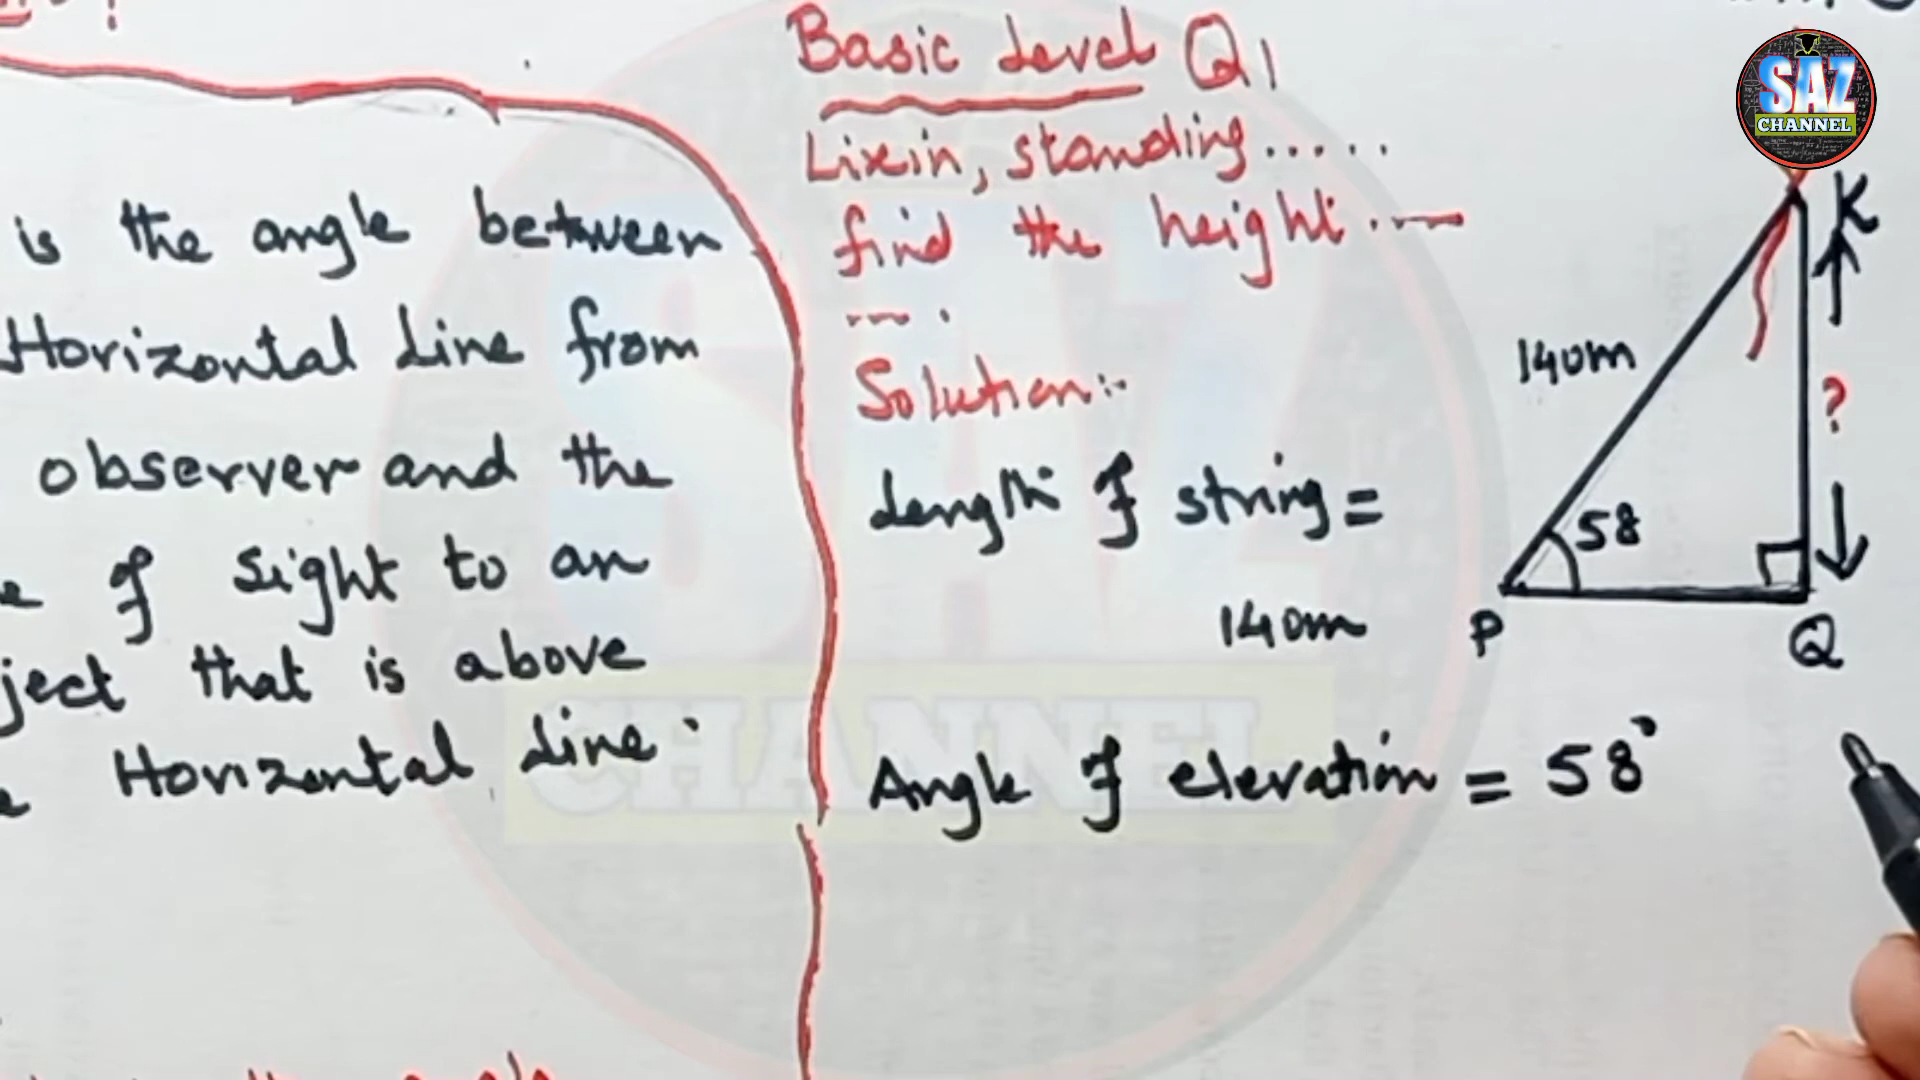 is the angle between
Horizontal Line from
observer and the
of sight to an
ject that is above
Horizontal Line.
Basic Level Q1
Lixin, standing.....
find the height.---
---.
Solution:-
Length of string =
140m
Angle of elevation = 58°
K
140m
?
58
P
Q
SAZ
CHANNEL
SAZ
CHANNEL